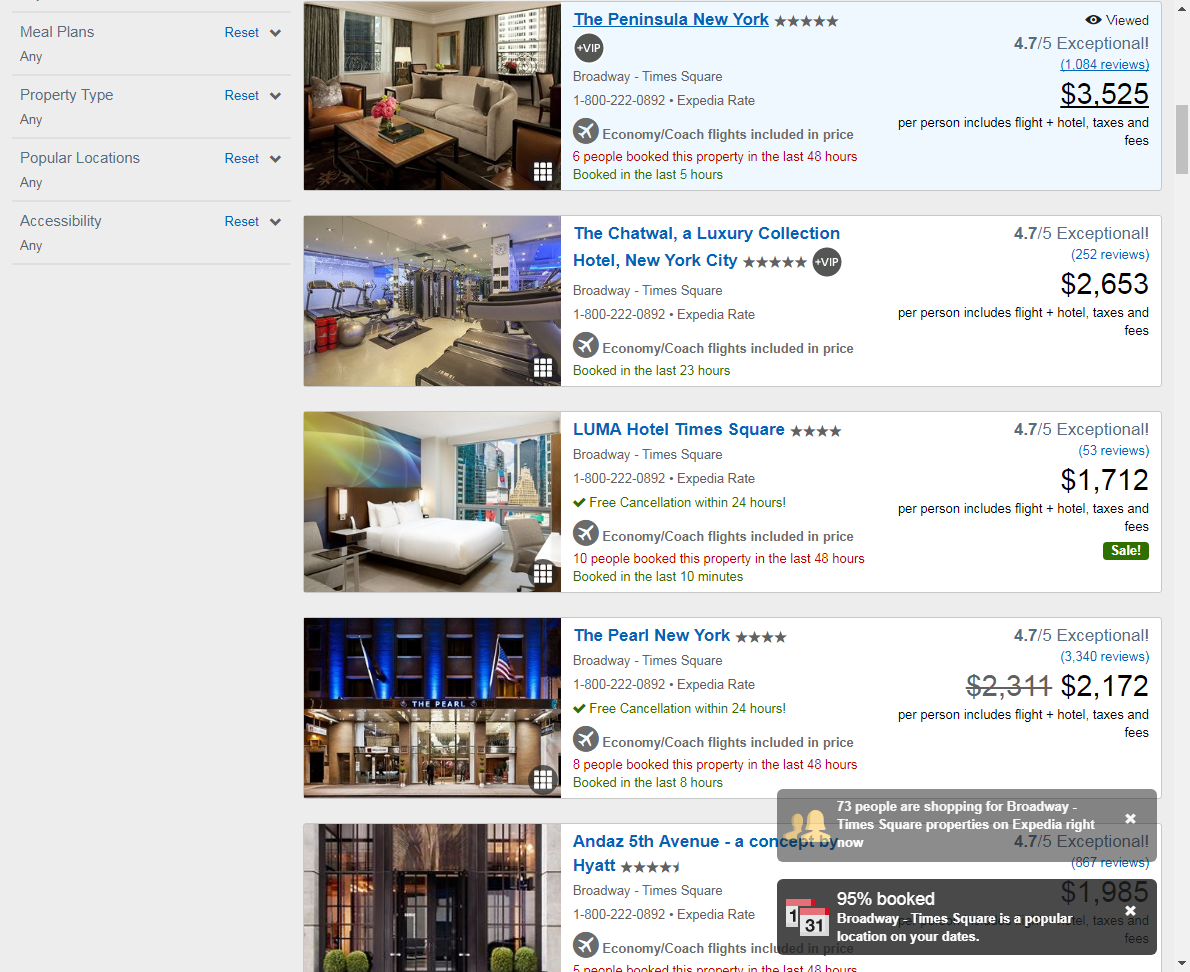 Meal Plans Reset
Any
Property Type Reset
Any
Popular Locations Reset
Any
Accessibility Reset
Any
The Peninsula New York
Viewed
+VIP
4.7/5 Exceptional!
(1,084 reviews)
Broadway - Times Square
1-800-222-0892 • Expedia Rate
$3,525
per person includes flight + hotel, taxes and
fees
Economy/Coach flights included in price
6 people booked this property in the last 48 hours
Booked in the last 5 hours
The Chatwal, a Luxury Collection
Hotel, New York City +VIP
4.7/5 Exceptional!
(252 reviews)
Broadway - Times Square
1-800-222-0892 • Expedia Rate
$2,653
per person includes flight + hotel, taxes and
fees
Economy/Coach flights included in price
Booked in the last 23 hours
LUMA Hotel Times Square
4.7/5 Exceptional!
(53 reviews)
Broadway - Times Square
1-800-222-0892 • Expedia Rate
$1,712
Free Cancellation within 24 hours!
per person includes flight + hotel, taxes and
fees
Sale!
Economy/Coach flights included in price
10 people booked this property in the last 48 hours
Booked in the last 10 minutes
THE PEARL
The Pearl New York
4.7/5 Exceptional!
(3,340 reviews)
Broadway - Times Square
1-800-222-0892 • Expedia Rate
$2,311 $2,172
Free Cancellation within 24 hours!
per person includes flight + hotel, taxes and
fees
Economy/Coach flights included in price
8 people booked this property in the last 48 hours
Booked in the last 8 hours
Andaz 5th Avenue - a concept by
Hyatt
4.7/5 Exceptional!
(867 reviews)
Broadway - Times Square
1-800-222-0892 • Expedia Rate
$1,985
fees
Economy/Coach flights included in price
5 people booked this property in the last 48 hours
73 people are shopping for Broadway -
Times Square properties on Expedia right
now
1
31
95% booked
Broadway - Times Square is a popular
location on your dates.